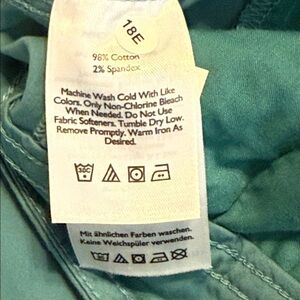 18E
98% Cotton
2% Spandex
Machine Wash Cold With Like
Colors. Only Non-Chlorine Bleach
When Needed. Do Not Use
Fabric Softeners. Tumble Dry Low.
Remove Promptly. Warm Iron As
Desired.
Mit ähnlichen Farben waschen.
Keine Weichspüler verwenden.